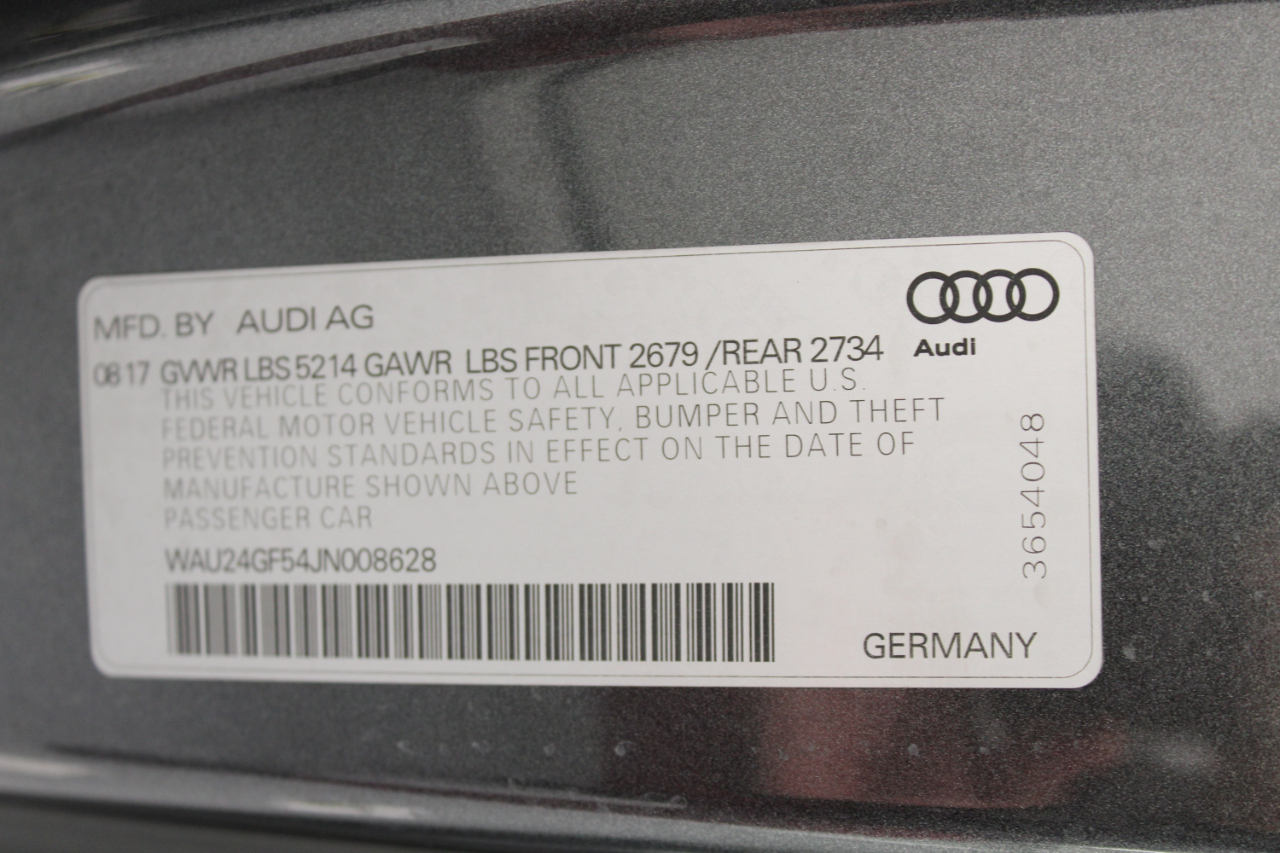 MFD. BY AUDI AG
08 17 GVWR LBS 5214 GAWR LBS FRONT 2679 /REAR 2734
THIS VEHICLE CONFORMS TO ALL APPLICABLE U.S.
FEDERAL MOTOR VEHICLE SAFETY, BUMPER AND THEFT
PREVENTION STANDARDS IN EFFECT ON THE DATE OF
MANUFACTURE SHOWN ABOVE
PASSENGER CAR
WAU24GF54JN008628
Audi
3654048
GERMANY